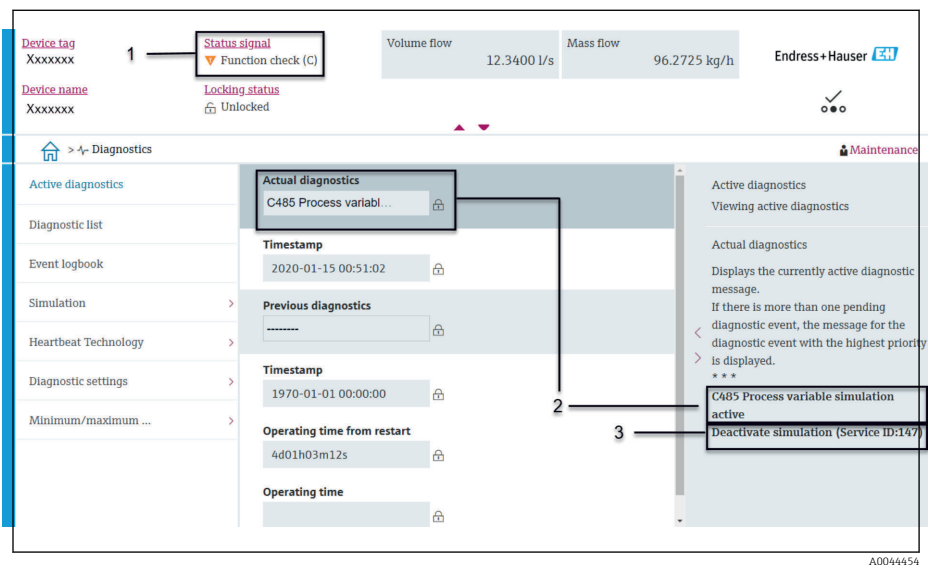 Device tag
Xxxxxxx
1
Status signal
Function check (C)
Volume flow
12.3400 l/s
Mass flow
96.2725 kg/h
Endress+Hauser EH
Device name
Xxxxxxx
Locking status
Unlocked
> Diagnostics
Maintenance
Active diagnostics
Diagnostic list
Event logbook
Simulation >
Heartbeat Technology >
Diagnostic settings >
Minimum/maximum ... >
Actual diagnostics
C485 Process variabl...
Timestamp
2020-01-15 00:51:02
Previous diagnostics
--------
Timestamp
1970-01-01 00:00:00
Operating time from restart
4d01h03m12s
Operating time
2
3
<
>
Active diagnostics
Viewing active diagnostics
Actual diagnostics
Displays the currently active diagnostic
message.
If there is more than one pending
diagnostic event, the message for the
diagnostic event with the highest priority
is displayed.
* * *
C485 Process variable simulation
active
Deactivate simulation (Service ID:147)
A0044454